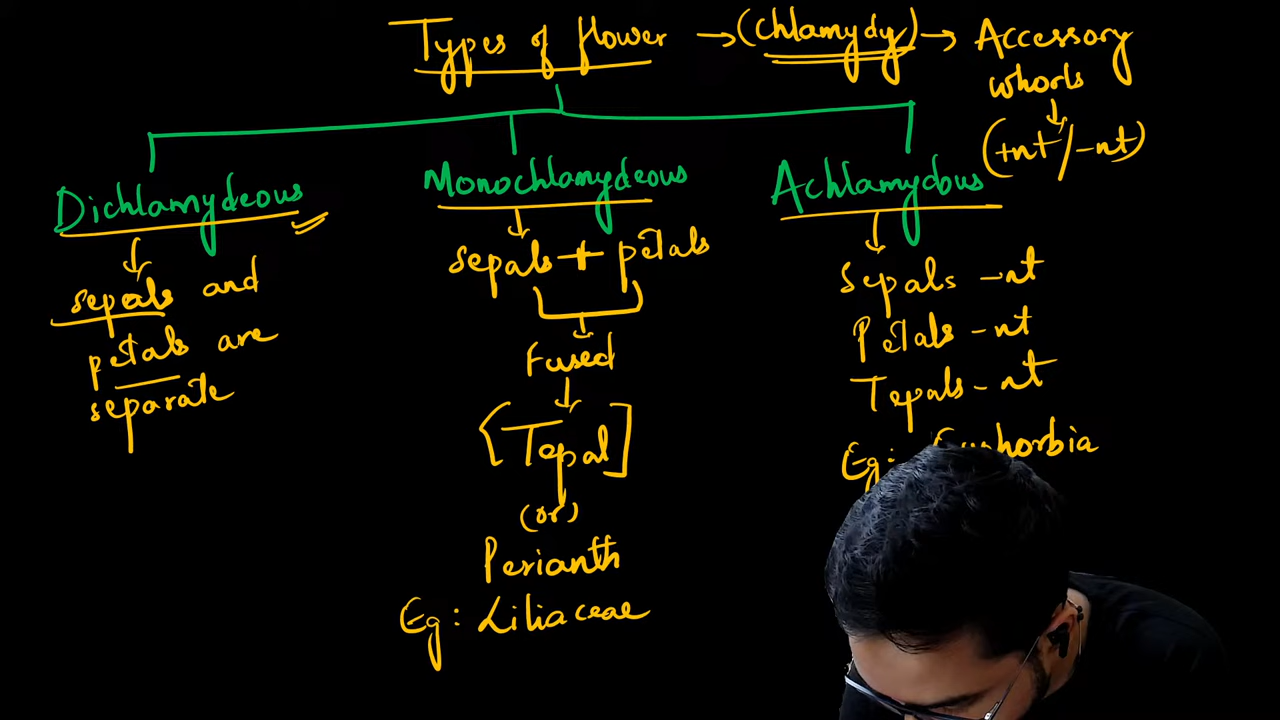 Types of flower → (Chlamydy) → Accessory
whorls
(+nt/-nt)
Dichlamydeous
sepals and
petals are
separate
Monochlamydeous
sepals + petals
Fused
[Tepal]
(or)
Perianth
Eg: Liliaceae
Achlamydous
Sepals -nt
Petals - nt
Tepals - nt
Eg: Euphorbia